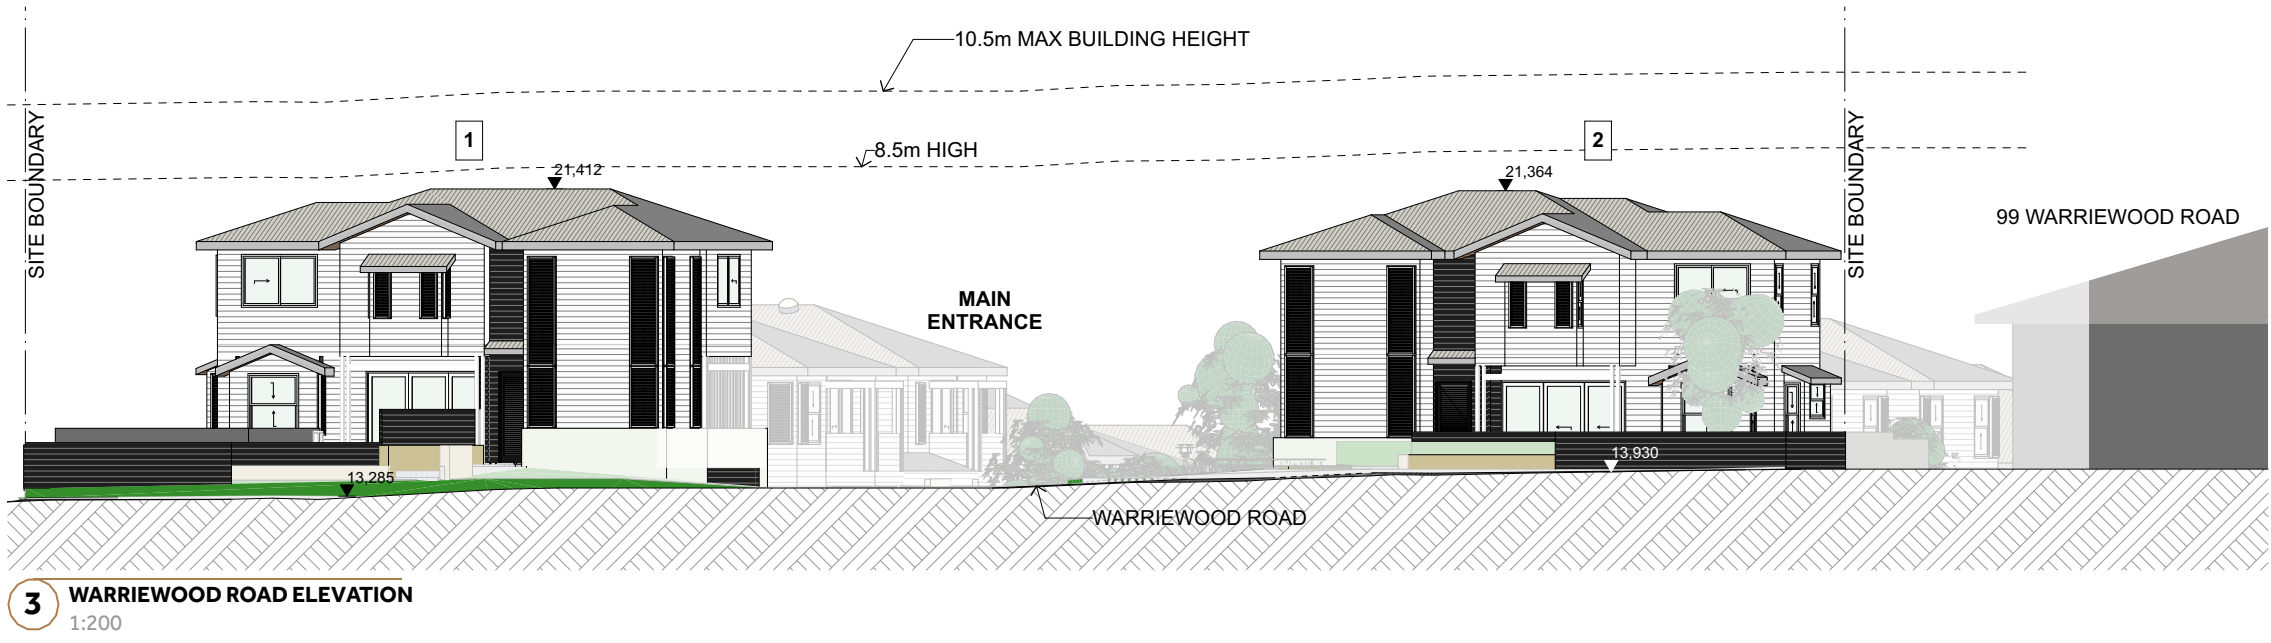 10.5m MAX BUILDING HEIGHT
SITE BOUNDARY
1
8.5m HIGH
2
SITE BOUNDARY
21,412
21,364
99 WARRIEWOOD ROAD
MAIN
ENTRANCE
13,285
13,930
WARRIEWOOD ROAD
3
WARRIEWOOD ROAD ELEVATION
1:200